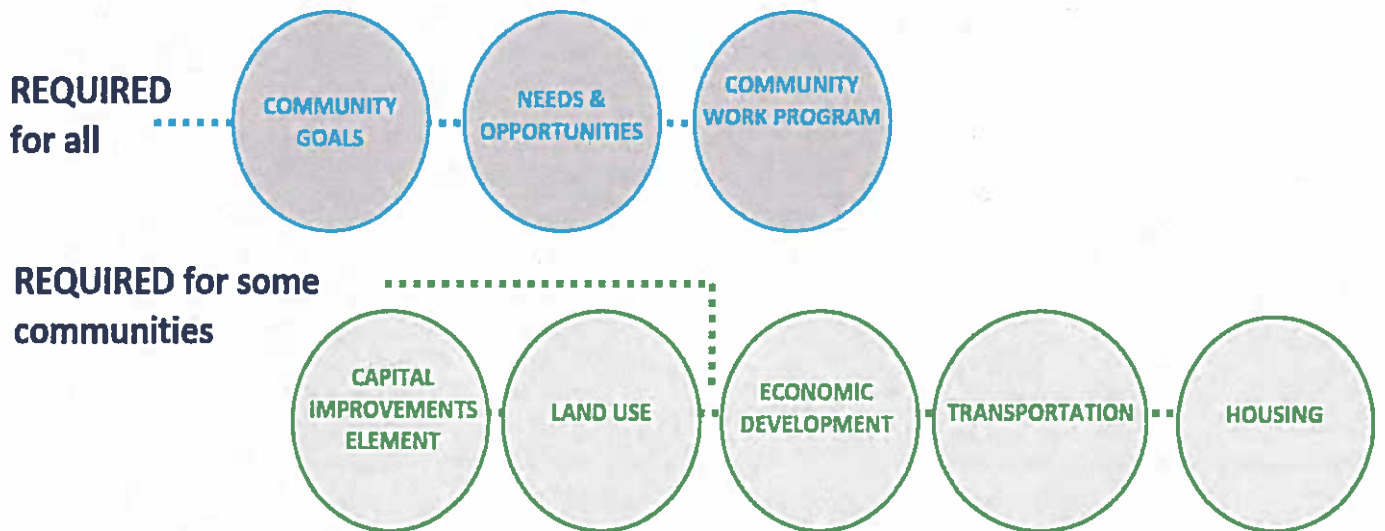 REQUIRED
for all
COMMUNITY
GOALS
NEEDS &
OPPORTUNITIES
COMMUNITY
WORK PROGRAM
REQUIRED for some
communities
CAPITAL
IMPROVEMENTS
ELEMENT
LAND USE
ECONOMIC
DEVELOPMENT
TRANSPORTATION
HOUSING